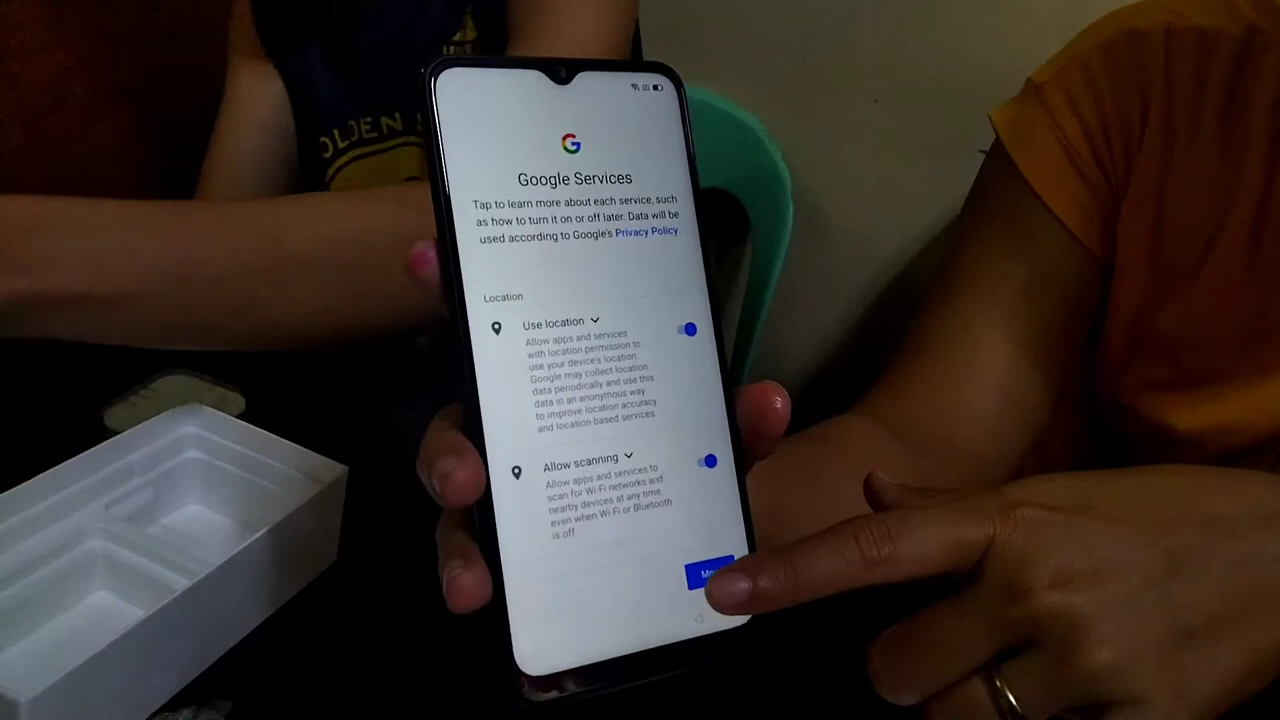 OLDEN S
Google Services
Tap to learn more about each service, such
as how to turn it on or off later. Data will be
used according to Google's Privacy Policy.
Location
Use location
Allow apps and services
with location permission to
use your device's location.
Google may collect location
data periodically and use this
data in an anonymous way
to improve location accuracy
and location-based services.
Allow scanning
Allow apps and services to
scan for Wi-Fi networks and
nearby devices at any time,
even when Wi-Fi or Bluetooth
is off